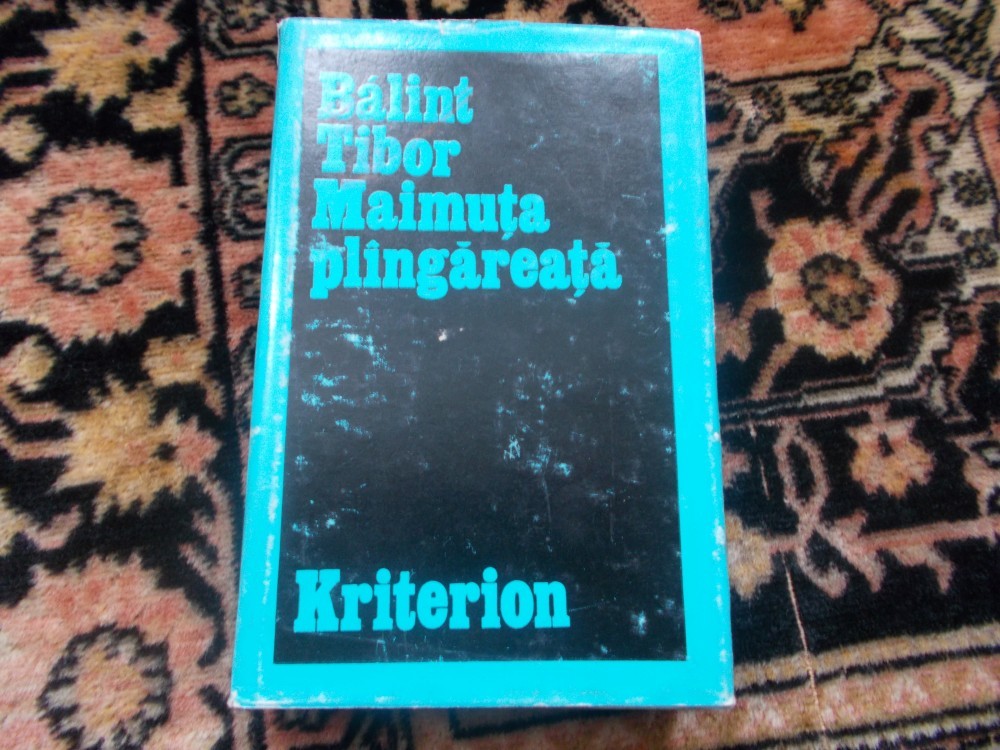 Bálint
Tibor
Maimuța
plîngăreață
Kriterion